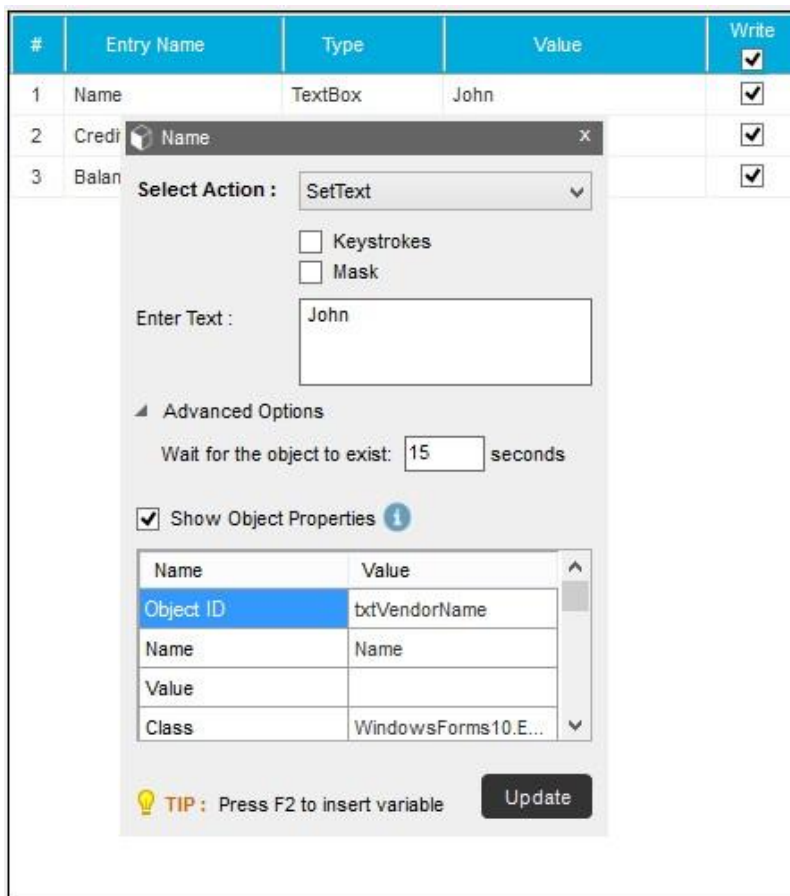 # Entry Name Type Value Write
1 Name TextBox John
2 Credi
3 Balan
Name x
Select Action : SetText
Keystrokes
Mask
Enter Text : John
Advanced Options
Wait for the object to exist: 15 seconds
Show Object Properties i
Name Value
Object ID txtVendorName
Name Name
Value
Class WindowsForms10.E...
TIP : Press F2 to insert variable Update